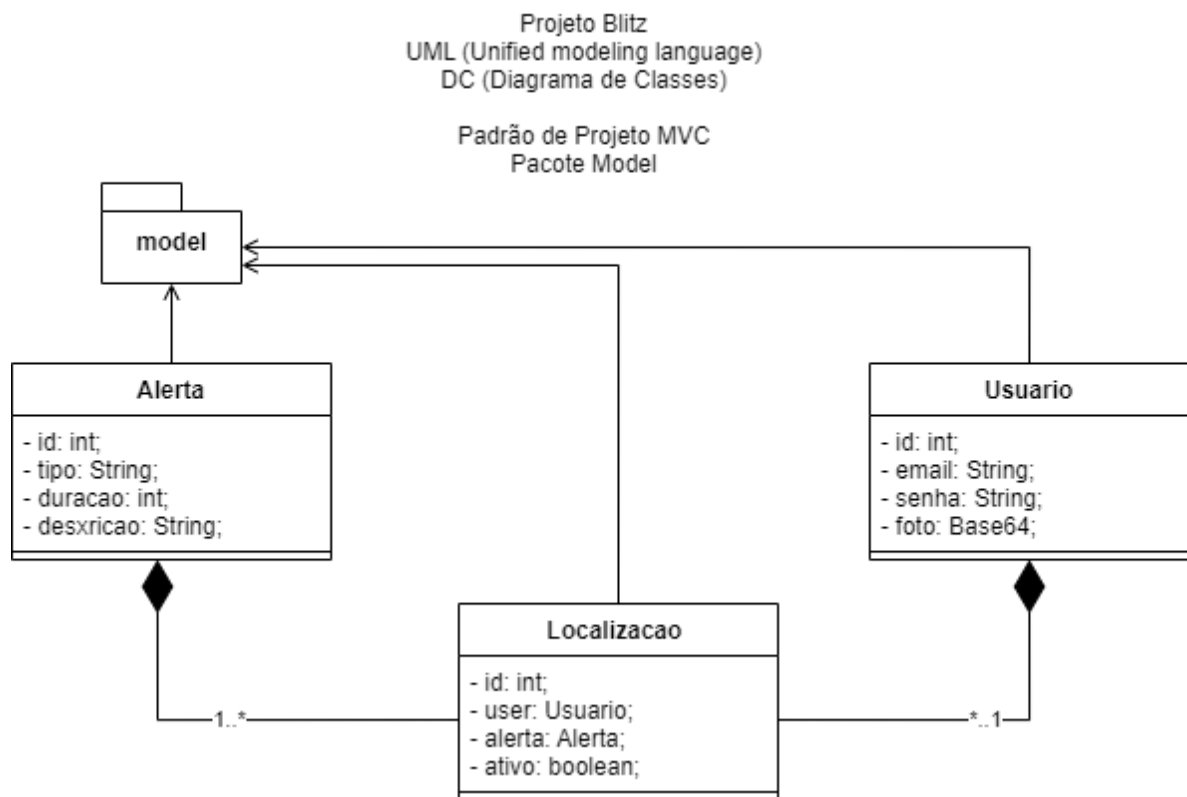 Projeto Blitz
UML (Unified modeling language)
DC (Diagrama de Classes)
Padrão de Projeto MVC
Pacote Model
model
Alerta
- id: int;
- tipo: String;
- duracao: int;
- desxricao: String;
Usuario
- id: int;
- email: String;
- senha: String;
- foto: Base64;
Localizacao
- id: int;
- user: Usuario;
- alerta: Alerta;
- ativo: boolean;
1..*
*..1